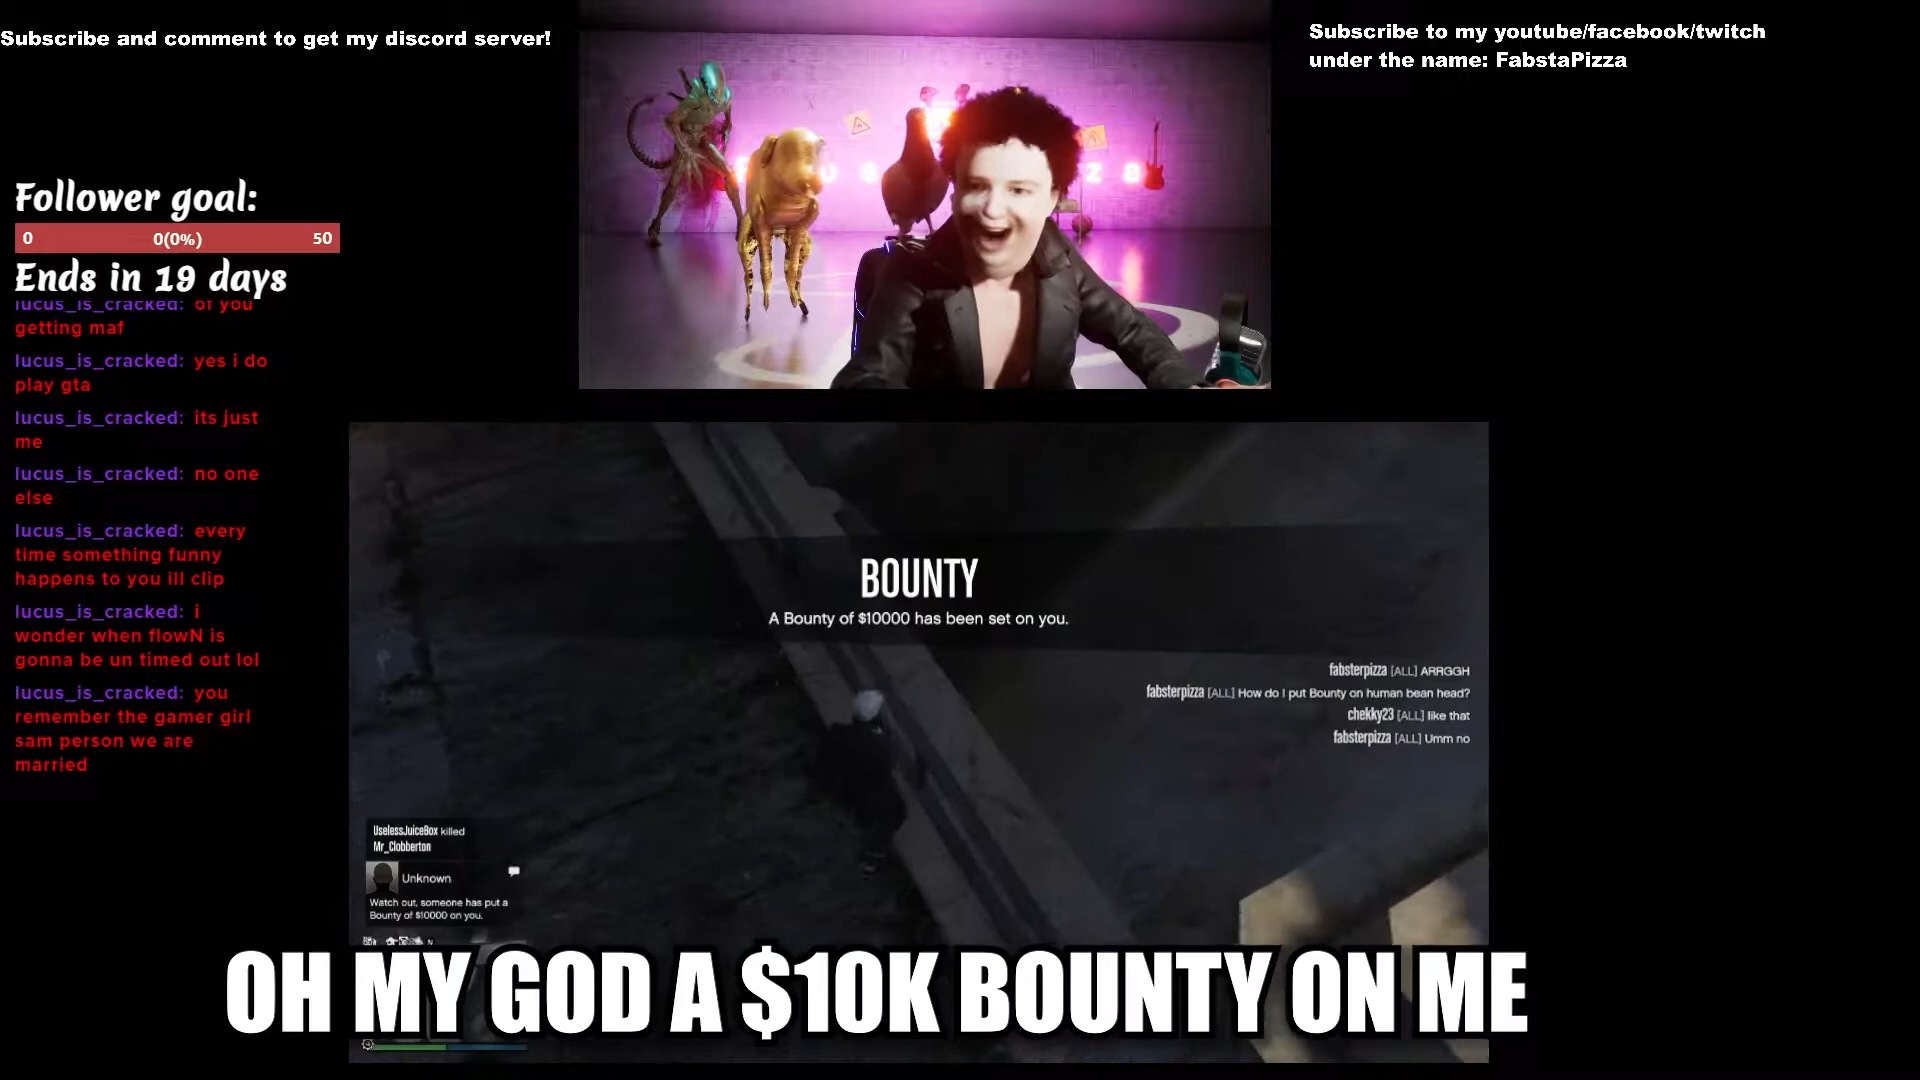 Subscribe and comment to get my discord server!
Subscribe to my youtube/facebook/twitch
under the name: FabstaPizza
Follower goal:
0 0(0%) 50
Ends in 19 days
lucus_is_cracked: of you
getting maf
lucus_is_cracked: yes i do
play gta
lucus_is_cracked: its just
me
lucus_is_cracked: no one
else
lucus_is_cracked: every
time something funny
happens to you ill clip
lucus_is_cracked: i
wonder when flowN is
gonna be un timed out lol
lucus_is_cracked: you
remember the gamer girl
sam person we are
married
BOUNTY
A Bounty of $10000 has been set on you.
fabsterpizza [ALL] ARRGGH
fabsterpizza [ALL] How do I put Bounty on human bean head?
chekky23 [ALL] like that
fabsterpizza [ALL] Umm no
UselessJuiceBox killed
Mr_Clobberton
Unknown
Watch out, someone has put a
Bounty of $10000 on you.
N
OH MY GOD A $10K BOUNTY ON ME